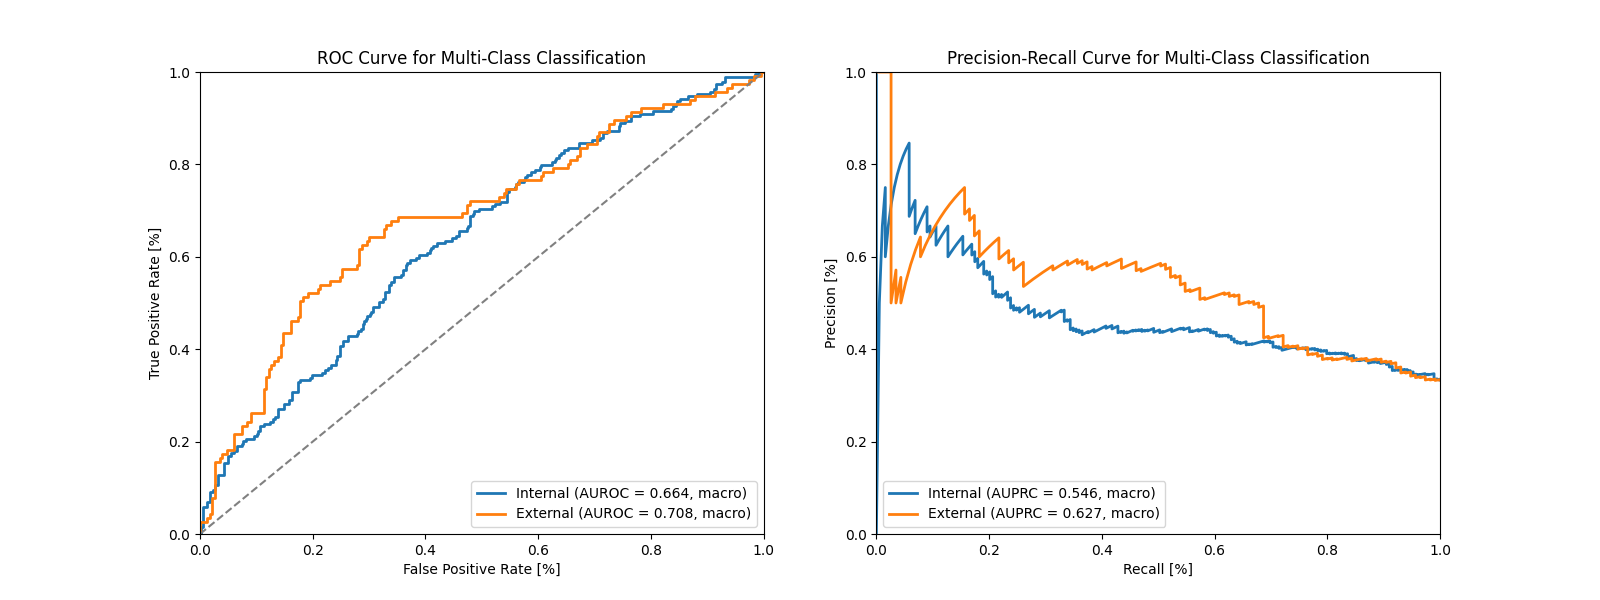 ROC Curve for Multi-Class Classification
1.0
0.8
0.6
0.4
0.2
0.0
True Positive Rate [%]
Internal (AUROC = 0.664, macro)
External (AUROC = 0.708, macro)
0.0 0.2 0.4 0.6 0.8 1.0
False Positive Rate [%]
Precision-Recall Curve for Multi-Class Classification
1.0
0.8
0.6
0.4
0.2
0.0
Precision [%]
Internal (AUPRC = 0.546, macro)
External (AUPRC = 0.627, macro)
0.0 0.2 0.4 0.6 0.8 1.0
Recall [%]